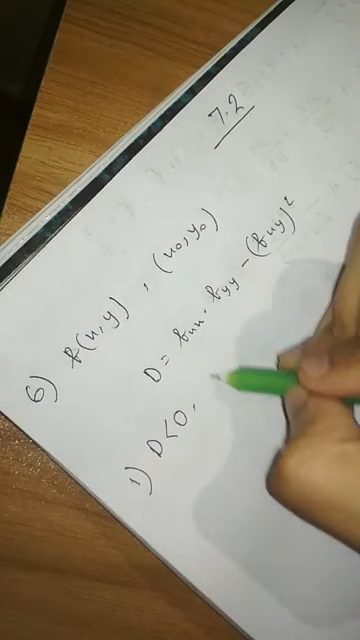 7.2
6) f(x,y) , (x₀,y₀)
D = fxx · fyy - (fxy)²
1) D<0,